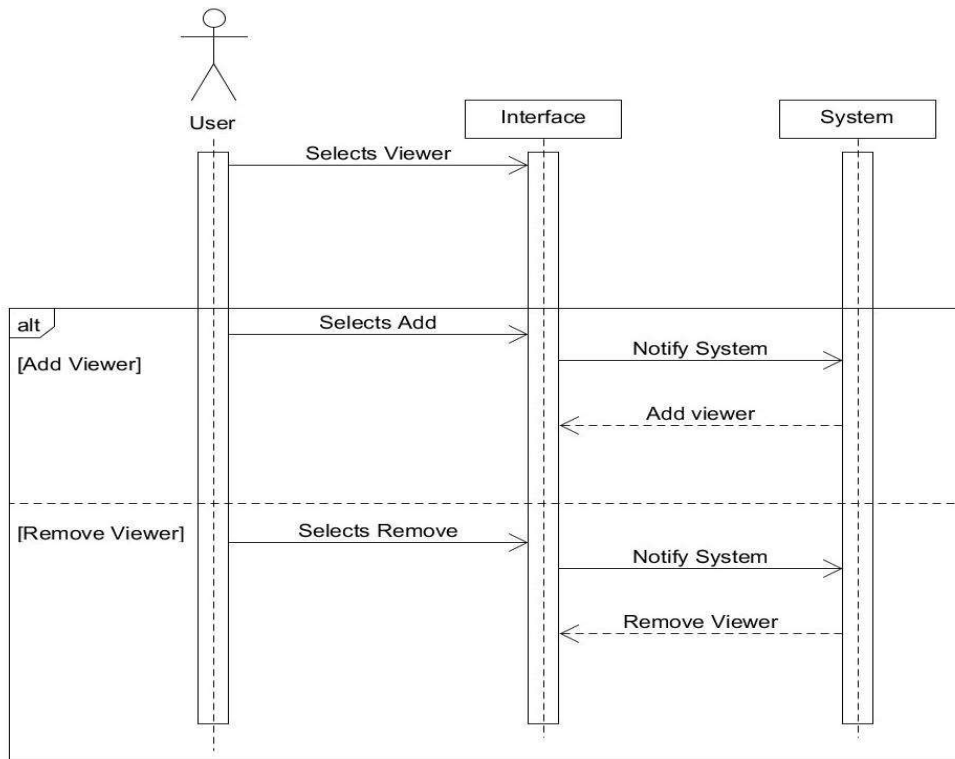 User
Interface
System
Selects Viewer
alt
Selects Add
[Add Viewer]
Notify System
Add viewer
[Remove Viewer]
Selects Remove
Notify System
Remove Viewer